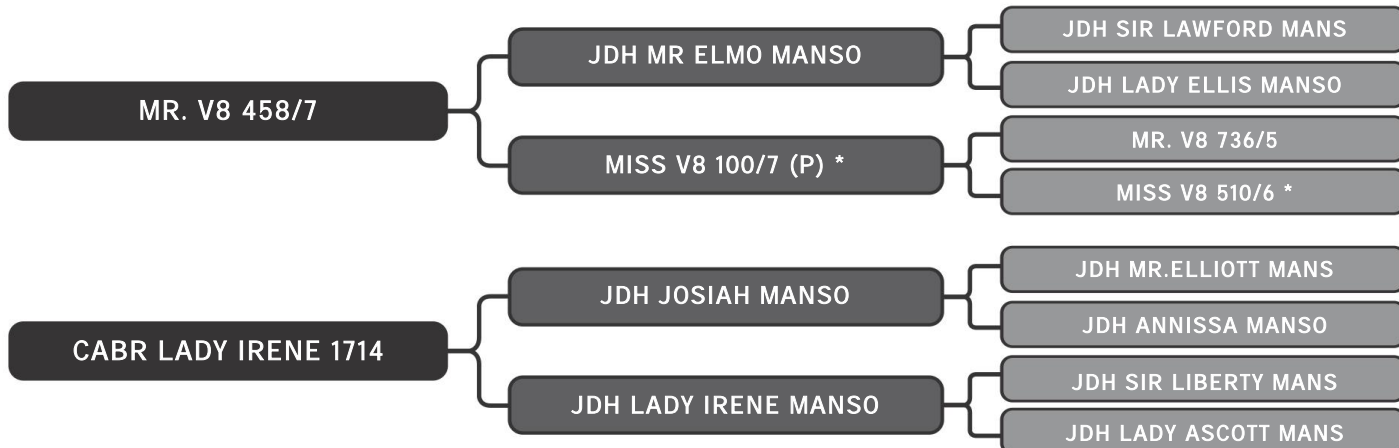 MR. V8 458/7
JDH MR ELMO MANSO
JDH SIR LAWFORD MANS
JDH LADY ELLIS MANSO
MISS V8 100/7 (P) *
MR. V8 736/5
MISS V8 510/6 *
CABR LADY IRENE 1714
JDH JOSIAH MANSO
JDH MR.ELLIOTT MANS
JDH ANNISSA MANSO
JDH LADY IRENE MANSO
JDH SIR LIBERTY MANS
JDH LADY ASCOTT MANS